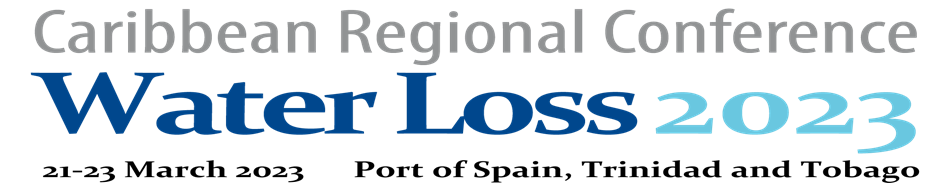 Caribbean Regional Conference
Water Loss 2023
21-23 March 2023 Port of Spain, Trinidad and Tobago